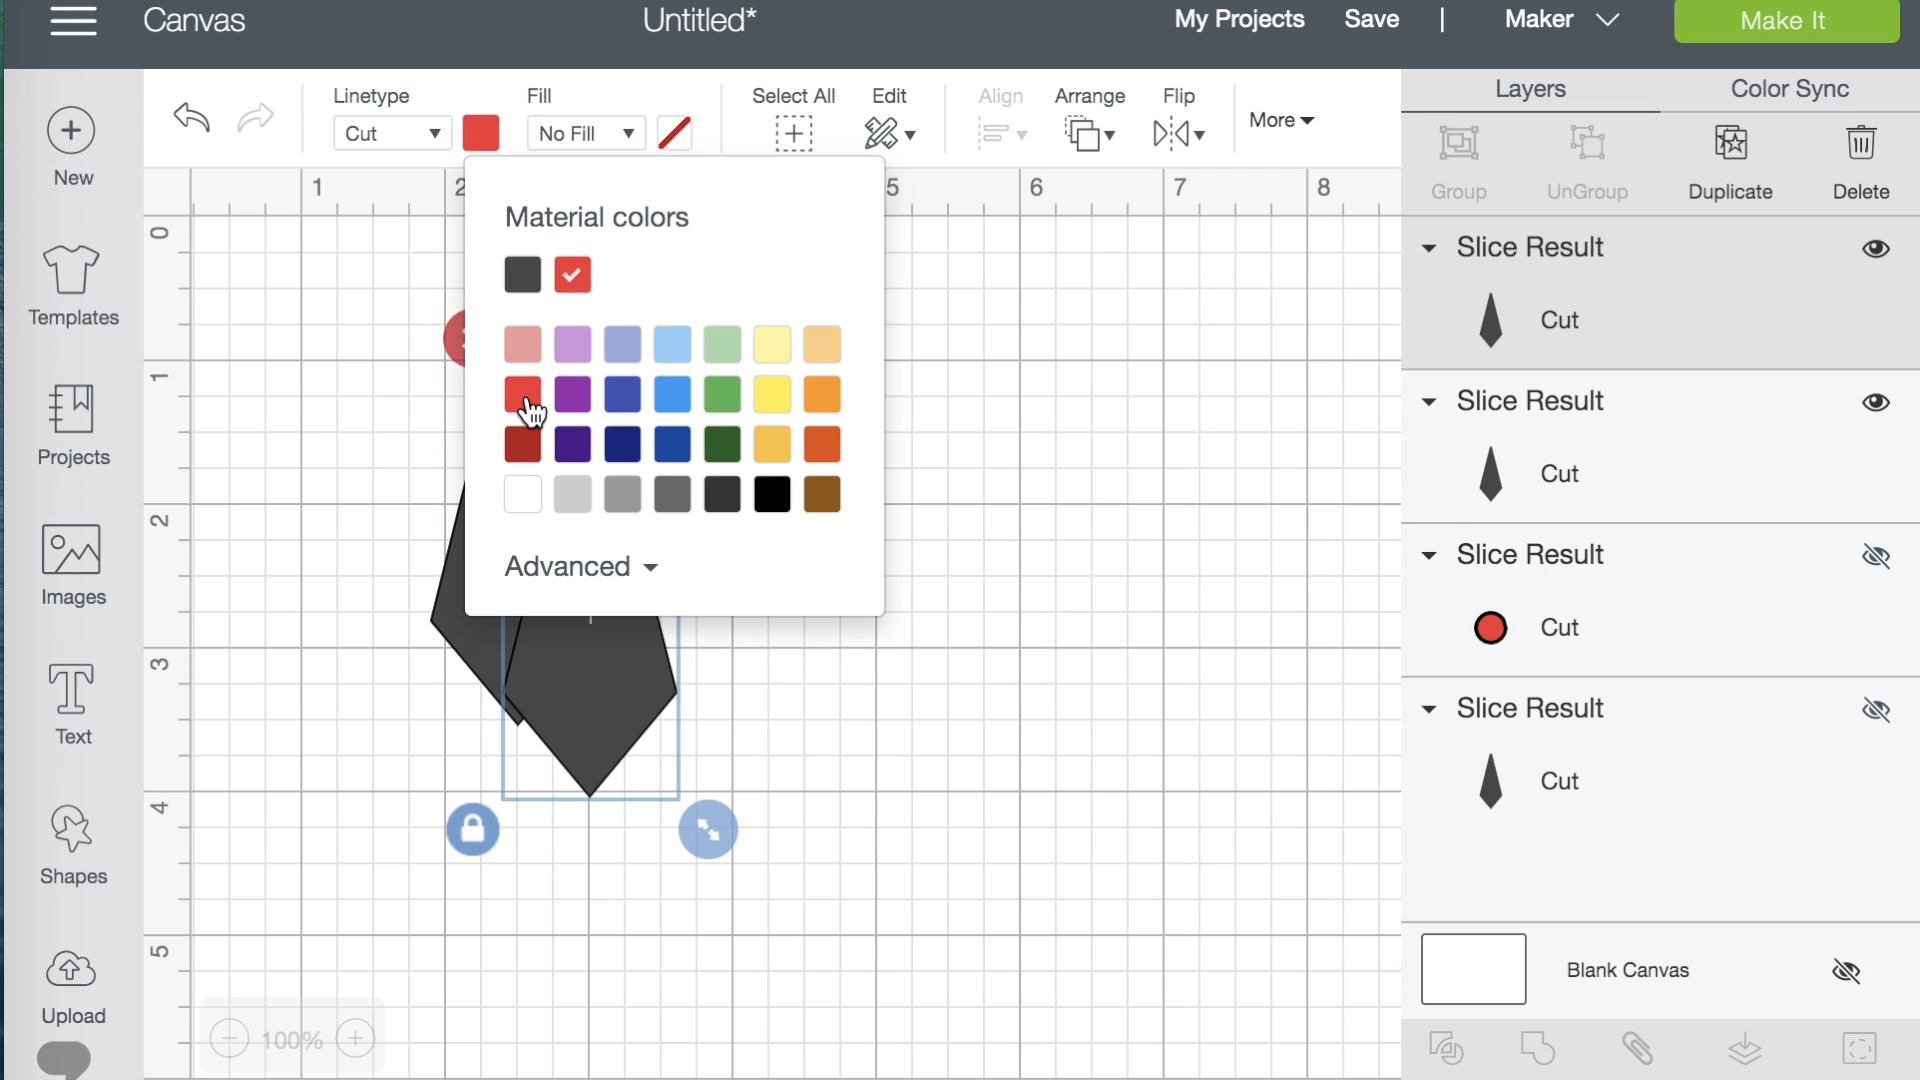 Canvas
Untitled*
My Projects
Save
|
Maker
Make It
New
Templates
Projects
Images
Text
Shapes
Upload
Linetype
Cut
Fill
No Fill
Select All
Edit
Align
Arrange
Flip
More
1
2
5
6
7
8
0
1
2
3
4
5
Material colors
Advanced
100%
Layers
Color Sync
Group
UnGroup
Duplicate
Delete
Slice Result
Cut
Slice Result
Cut
Slice Result
Cut
Slice Result
Cut
Blank Canvas